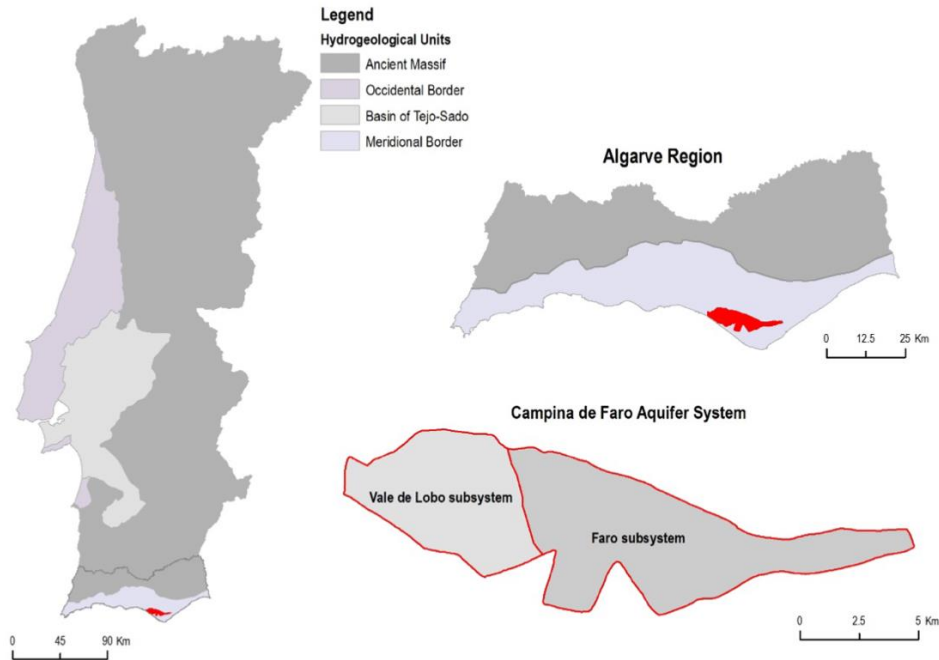 Legend
Hydrogeological Units
Ancient Massif
Occidental Border
Basin of Tejo-Sado
Meridional Border
Algarve Region
0 12.5 25 Km
Campina de Faro Aquifer System
Vale de Lobo subsystem
Faro subsystem
0 2.5 5 Km
0 45 90 Km